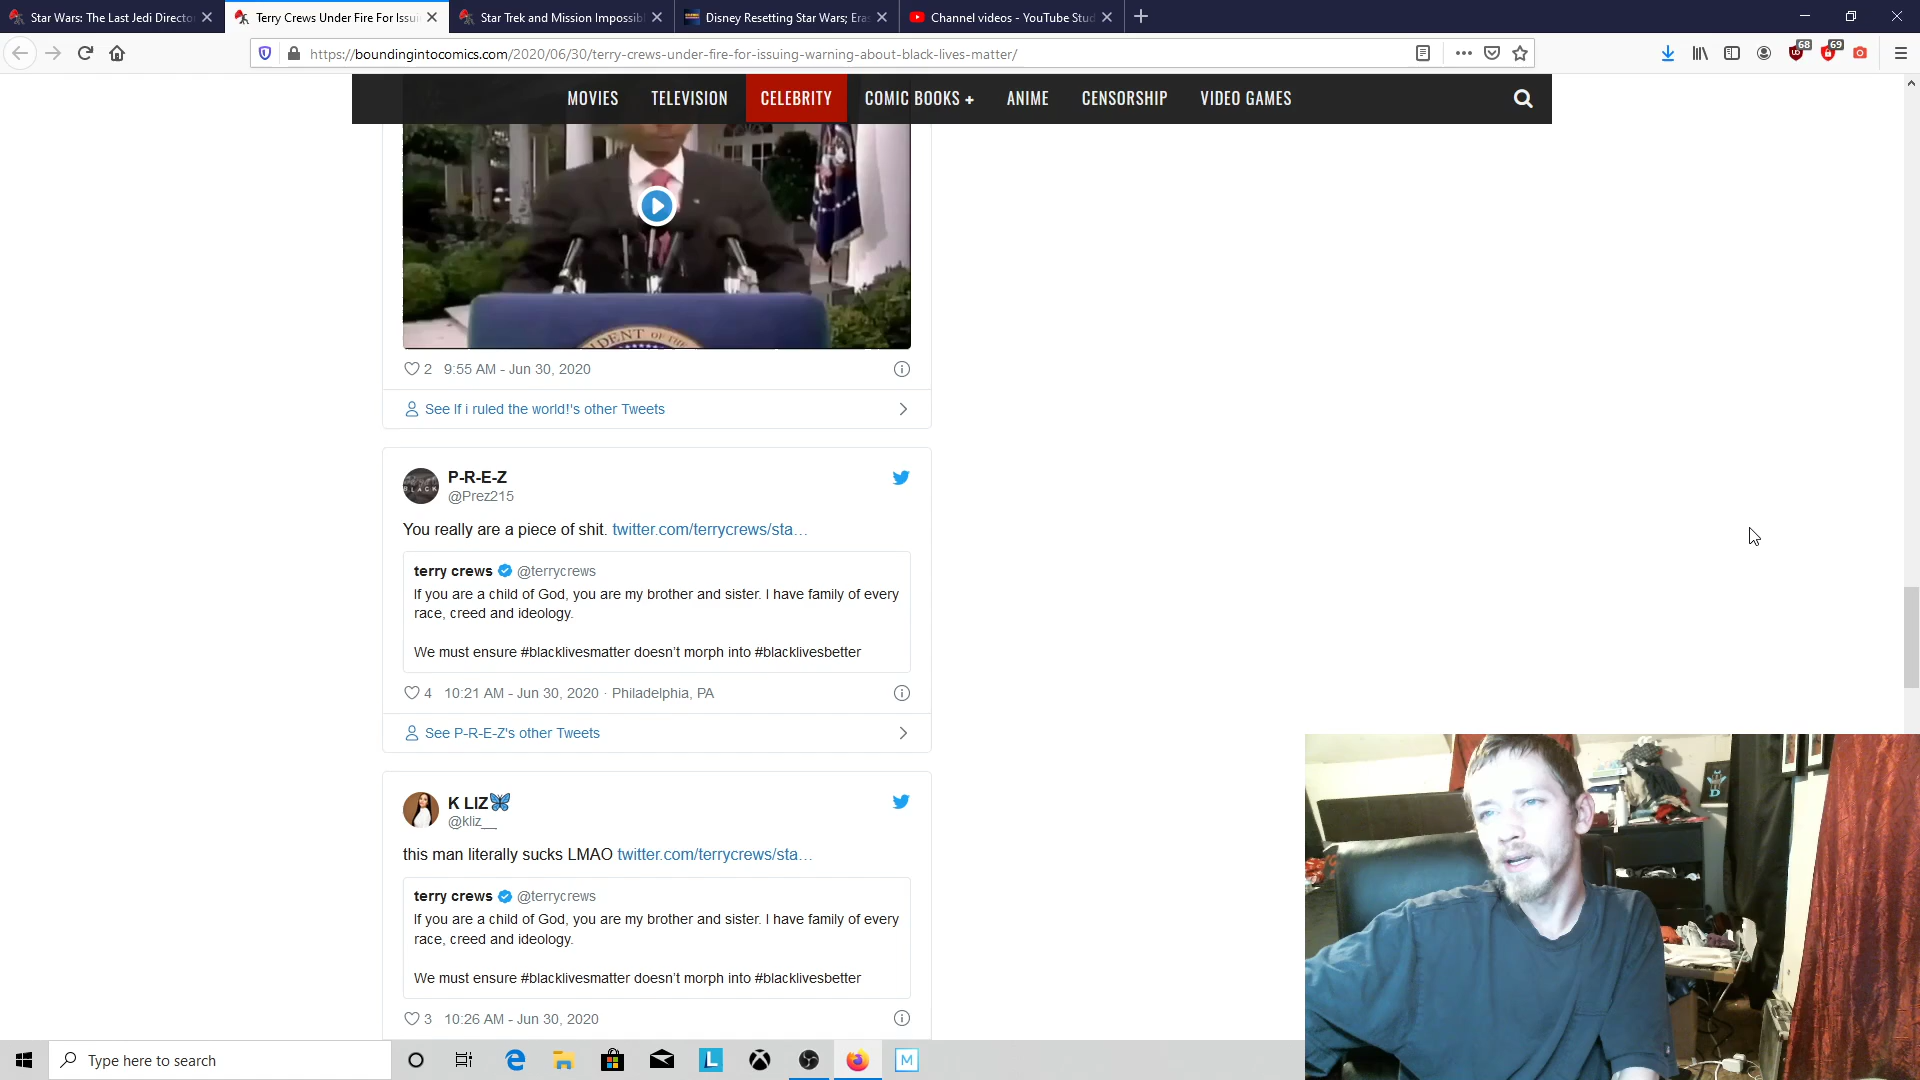 Star Wars: The Last Jedi Directo
Terry Crews Under Fire For Issui
Star Trek and Mission Impossib
Disney Resetting Star Wars; Era
Channel videos - YouTube Stud
https://boundingintocomics.com/2020/06/30/terry-crews-under-fire-for-issuing-warning-about-black-lives-matter/
68
69
MOVIES
TELEVISION
CELEBRITY
COMIC BOOKS +
ANIME
CENSORSHIP
VIDEO GAMES
IDENT OF THE
2 9:55 AM - Jun 30, 2020
See If i ruled the world!'s other Tweets
BLACK
P-R-E-Z
@Prez215
You really are a piece of shit. twitter.com/terrycrews/sta…
terry crews @terrycrews
If you are a child of God, you are my brother and sister. I have family of every
race, creed and ideology.
We must ensure #blacklivesmatter doesn't morph into #blacklivesbetter
4 10:21 AM - Jun 30, 2020 · Philadelphia, PA
See P-R-E-Z's other Tweets
K LIZ🦋
@kliz__
this man literally sucks LMAO twitter.com/terrycrews/sta…
terry crews @terrycrews
If you are a child of God, you are my brother and sister. I have family of every
race, creed and ideology.
We must ensure #blacklivesmatter doesn't morph into #blacklivesbetter
3 10:26 AM - Jun 30, 2020
Type here to search
L
M